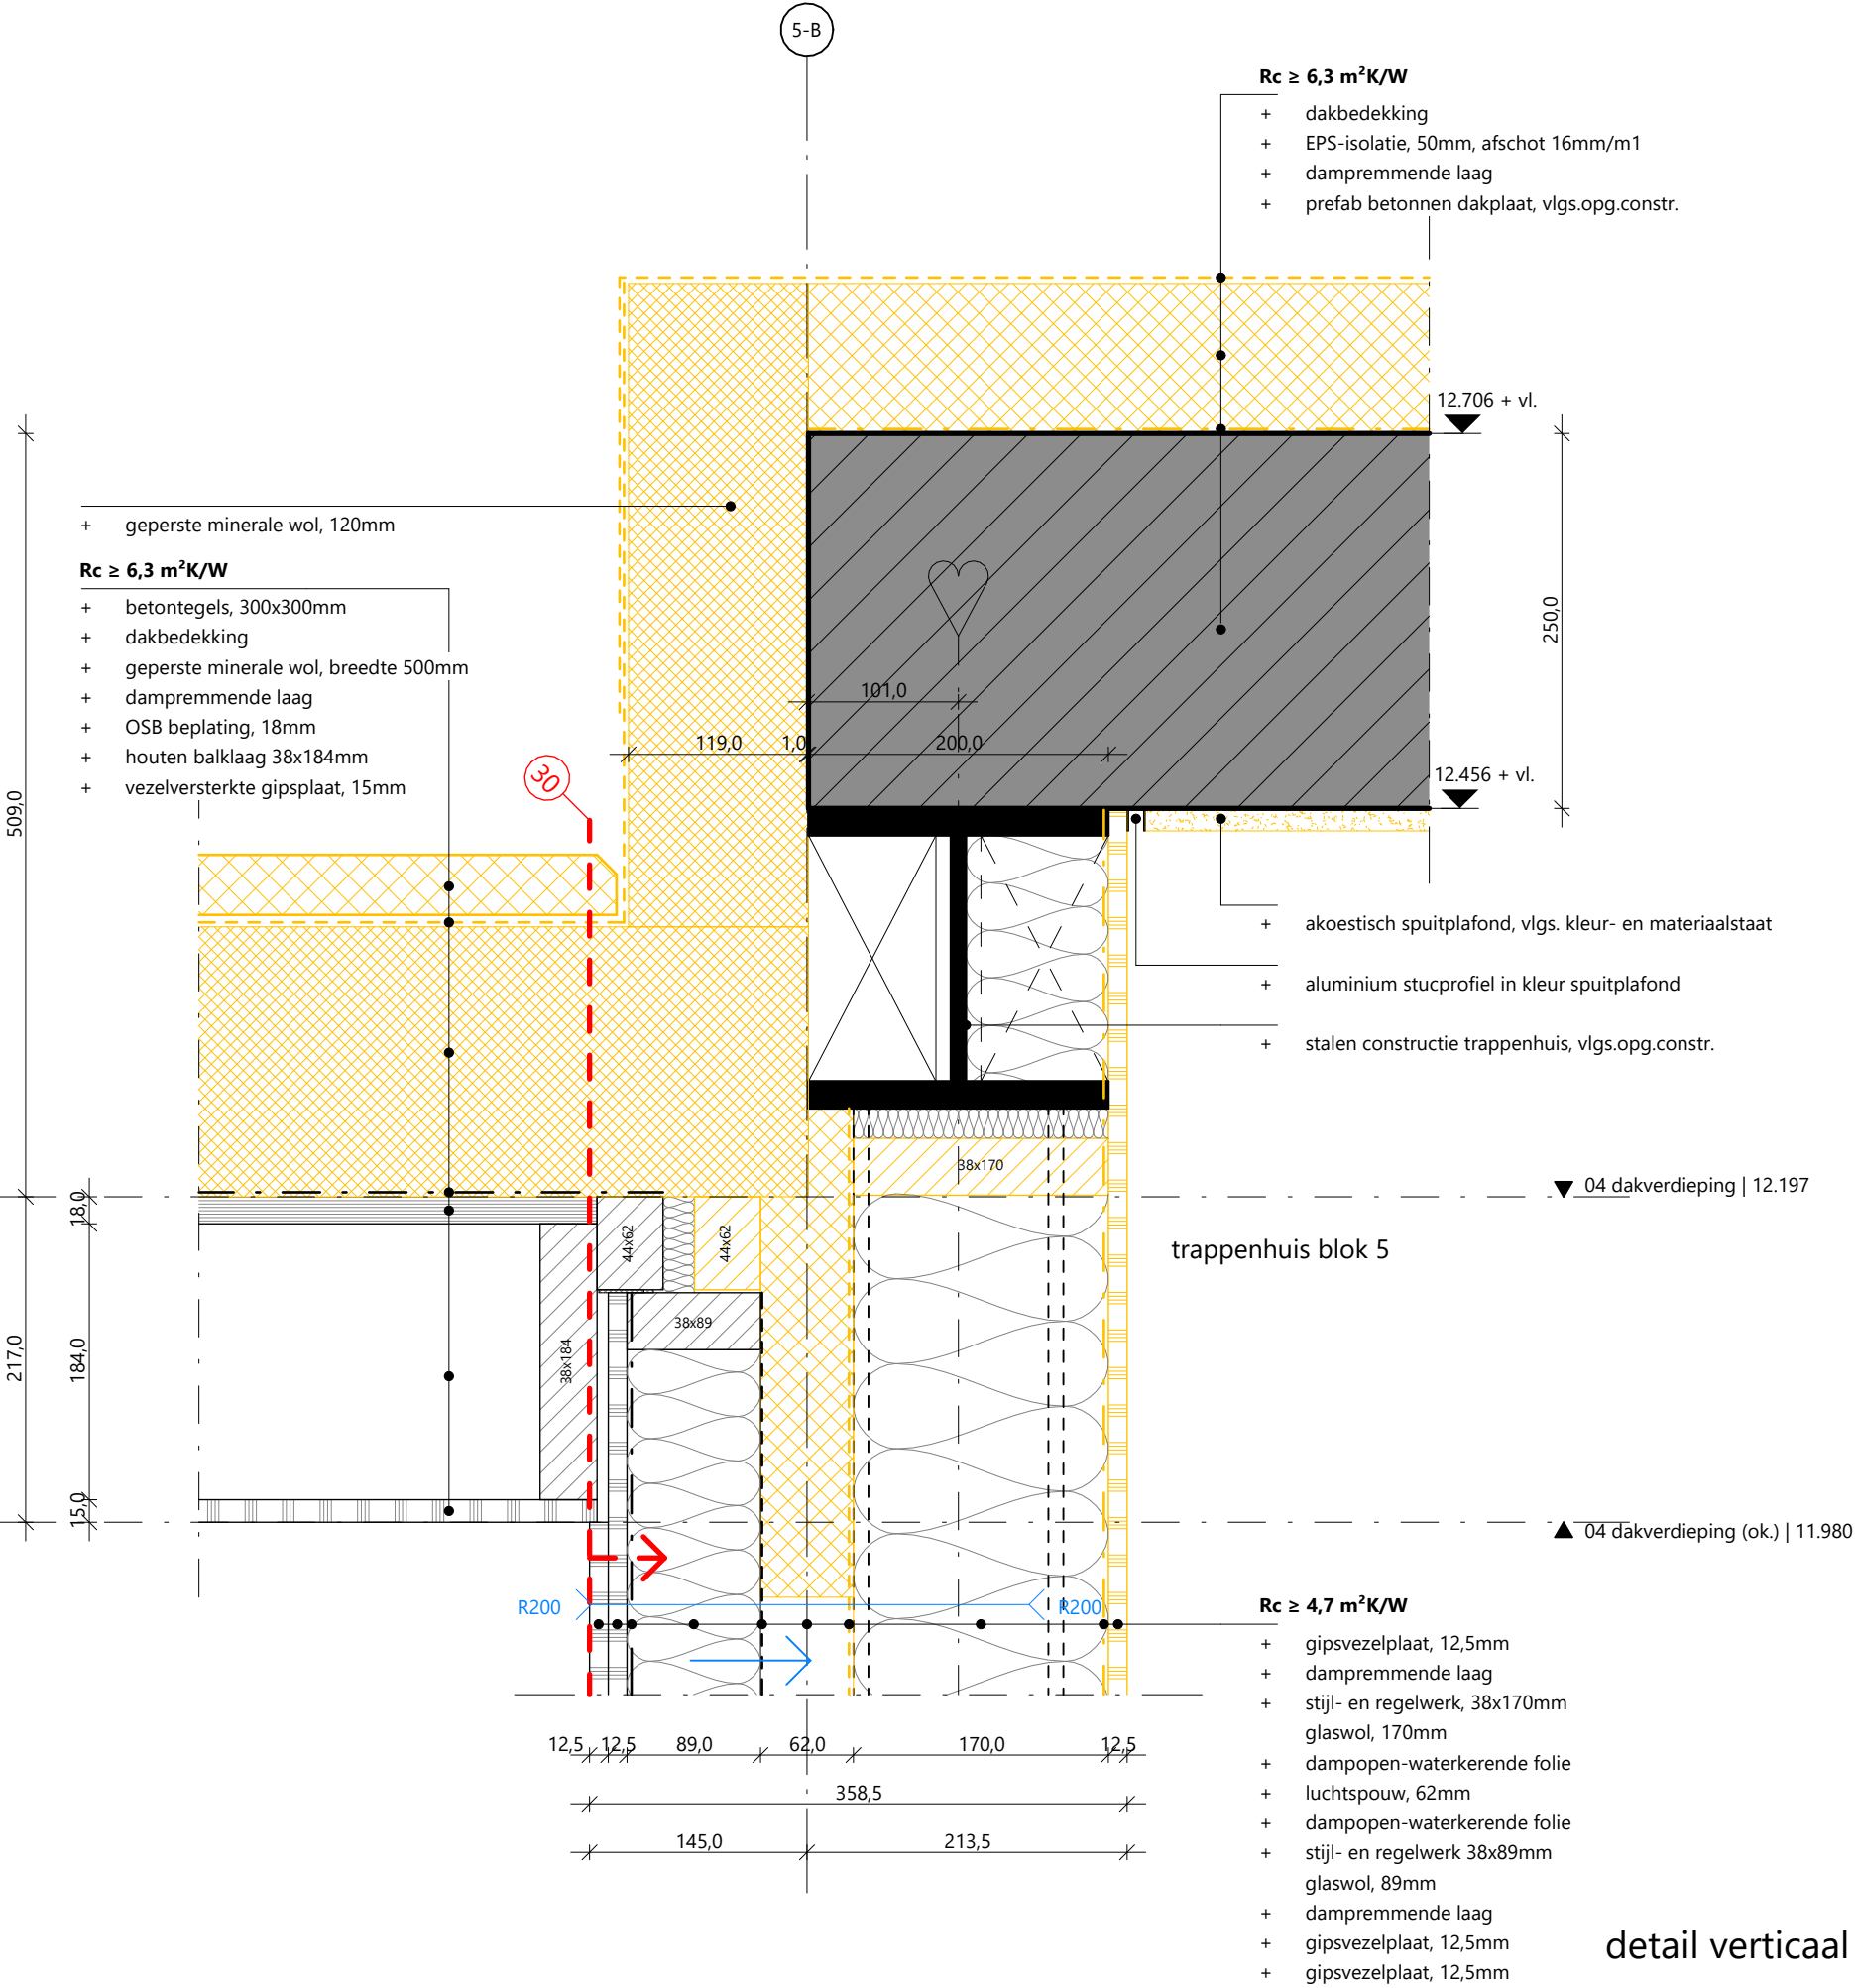 5-B
Rc ≥ 6,3 m²K/W
+ dakbedekking
+ EPS-isolatie, 50mm, afschot 16mm/m1
+ dampremmende laag
+ prefab betonnen dakplaat, vlgs.opg.constr.
12.706 + vl.
+ geperste minerale wol, 120mm
Rc ≥ 6,3 m²K/W
+ betontegels, 300x300mm
+ dakbedekking
+ geperste minerale wol, breedte 500mm
+ dampremmende laag
+ OSB beplating, 18mm
+ houten balklaag 38x184mm
+ vezelversterkte gipsplaat, 15mm
250,0
101,0
119,0 1,0 200,0
30
12.456 + vl.
509,0
+ akoestisch spuitplafond, vlgs. kleur- en materiaalstaat
+ aluminium stucprofiel in kleur spuitplafond
+ stalen constructie trappenhuis, vlgs.opg.constr.
38x170
04 dakverdieping | 12.197
18,0
44x62
44x62
trappenhuis blok 5
38x89
38x184
217,0
184,0
15,0
04 dakverdieping (ok.) | 11.980
R200
R200
Rc ≥ 4,7 m²K/W
+ gipsvezelplaat, 12,5mm
+ dampremmende laag
+ stijl- en regelwerk, 38x170mm
glaswol, 170mm
+ dampopen-waterkerende folie
+ luchtspouw, 62mm
+ dampopen-waterkerende folie
+ stijl- en regelwerk 38x89mm
glaswol, 89mm
+ dampremmende laag
+ gipsvezelplaat, 12,5mm
+ gipsvezelplaat, 12,5mm
12,5 12,5 89,0 62,0 170,0 12,5
358,5
145,0 213,5
detail verticaal